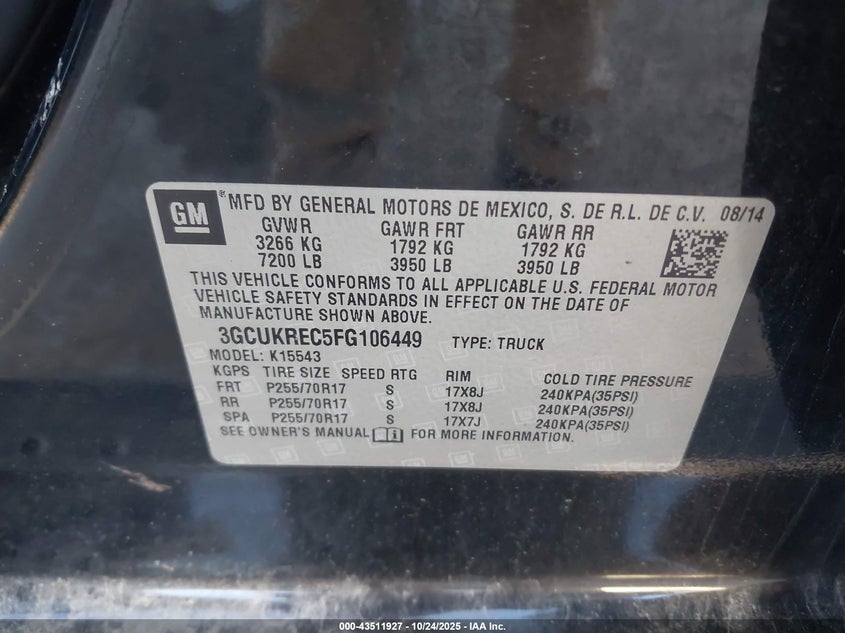 GM ® MFD BY GENERAL MOTORS DE MEXICO, S. DE R.L. DE C.V. 08/14
GVWR GAWR FRT GAWR RR
3266 KG 1792 KG 1792 KG
7200 LB 3950 LB 3950 LB
THIS VEHICLE CONFORMS TO ALL APPLICABLE U.S. FEDERAL MOTOR
VEHICLE SAFETY STANDARDS IN EFFECT ON THE DATE OF
MANUFACTURE SHOWN ABOVE.
3GCUKREC5FG106449 TYPE: TRUCK
MODEL: K15543
KGPS TIRE SIZE SPEED RTG RIM COLD TIRE PRESSURE
FRT P255/70R17 S 17X8J 240KPA(35PSI)
RR P255/70R17 S 17X8J 240KPA(35PSI)
SPA P255/70R17 S 17X7J 240KPA(35PSI)
SEE OWNER'S MANUAL FOR MORE INFORMATION.
000-43511927 - 10/24/2025 - IAA Inc.